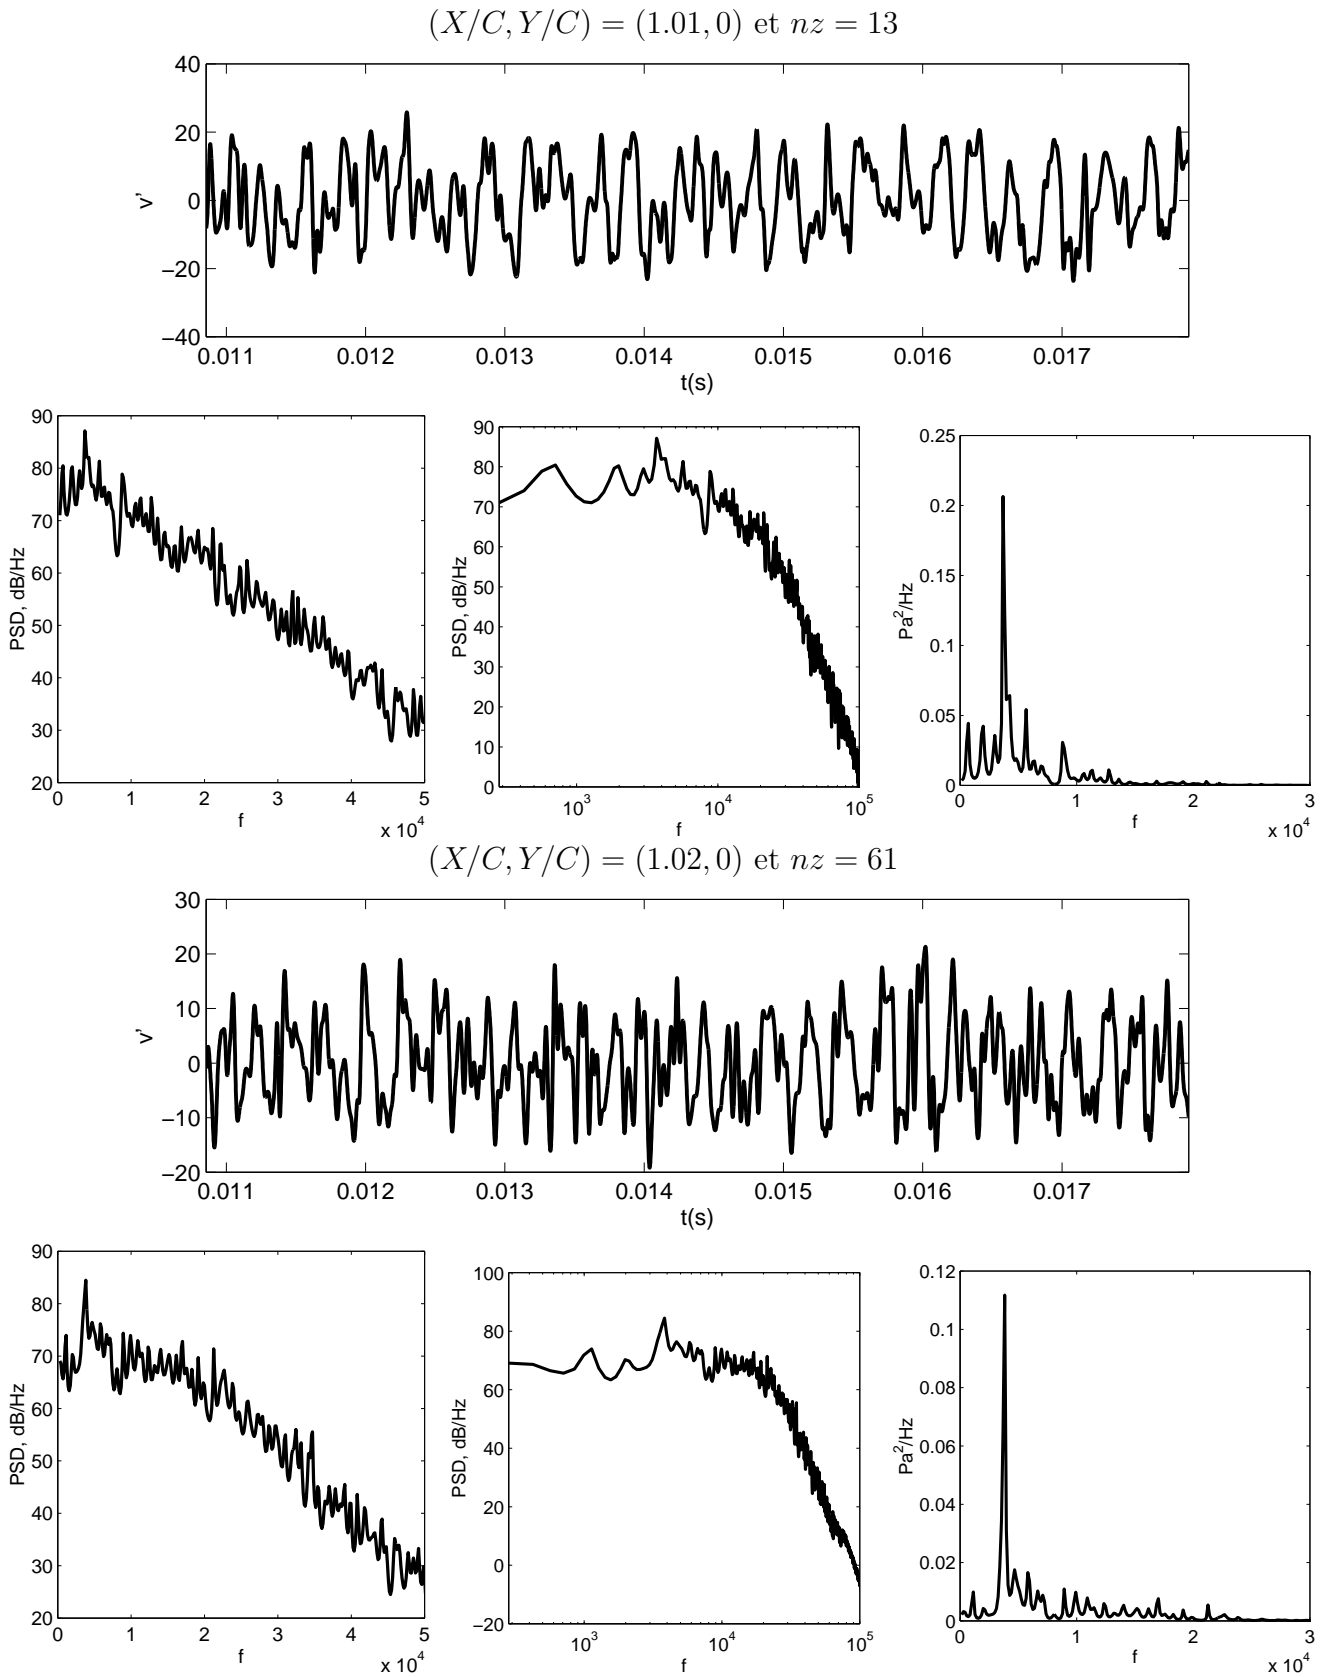 (X/C, Y/C) = (1.01, 0) et nz = 13
40
20
0
−20
−40
v'
0.011 0.012 0.013 0.014 0.015 0.016 0.017
t(s)
90
80
70
60
50
40
30
20
PSD, dB/Hz
0 1 2 3 4 5
f
x 10^4
90
80
70
60
50
40
30
20
10
0
PSD, dB/Hz
10^3 10^4 10^5
f
0.25
0.2
0.15
0.1
0.05
0
Pa^2/Hz
0 1 2 3
f
x 10^4
(X/C, Y/C) = (1.02, 0) et nz = 61
30
20
10
0
−10
−20
v'
0.011 0.012 0.013 0.014 0.015 0.016 0.017
t(s)
90
80
70
60
50
40
30
20
PSD, dB/Hz
0 1 2 3 4 5
f
x 10^4
100
80
60
40
20
0
−20
PSD, dB/Hz
10^3 10^4 10^5
f
0.12
0.1
0.08
0.06
0.04
0.02
0
Pa^2/Hz
0 1 2 3
f
x 10^4